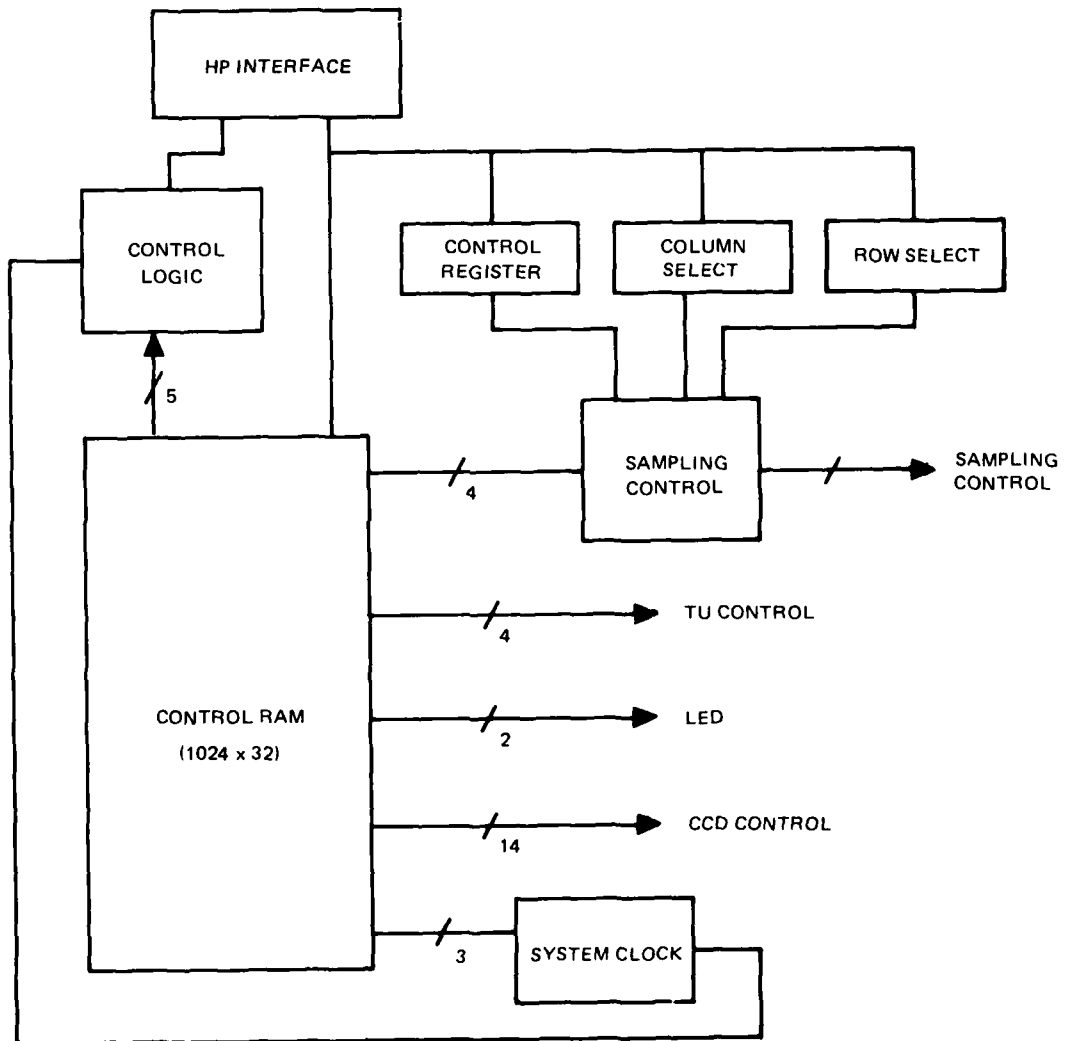 HP INTERFACE
CONTROL
LOGIC
CONTROL
REGISTER
COLUMN
SELECT
ROW SELECT
5
4
SAMPLING
CONTROL
SAMPLING
CONTROL
4
TU CONTROL
CONTROL RAM
(1024 x 32)
2
LED
14
CCD CONTROL
3
SYSTEM CLOCK